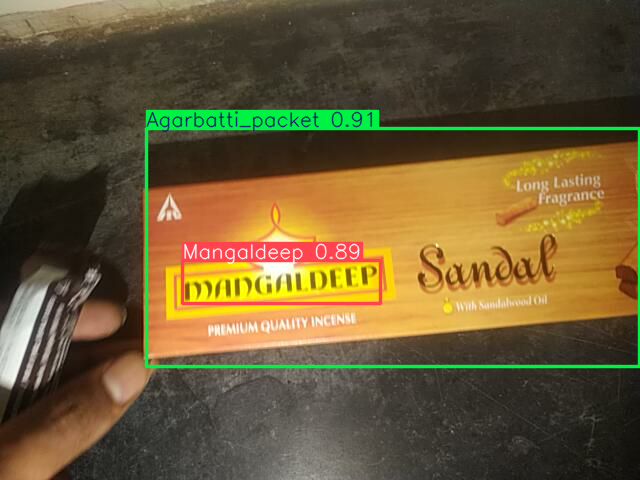 Agarbatti_packet 0.91
Long Lasting
Fragrance
Mangaldeep 0.89
MANGALDEEP
Sandal
With Sandalwood Oil
PREMIUM QUALITY INCENSE